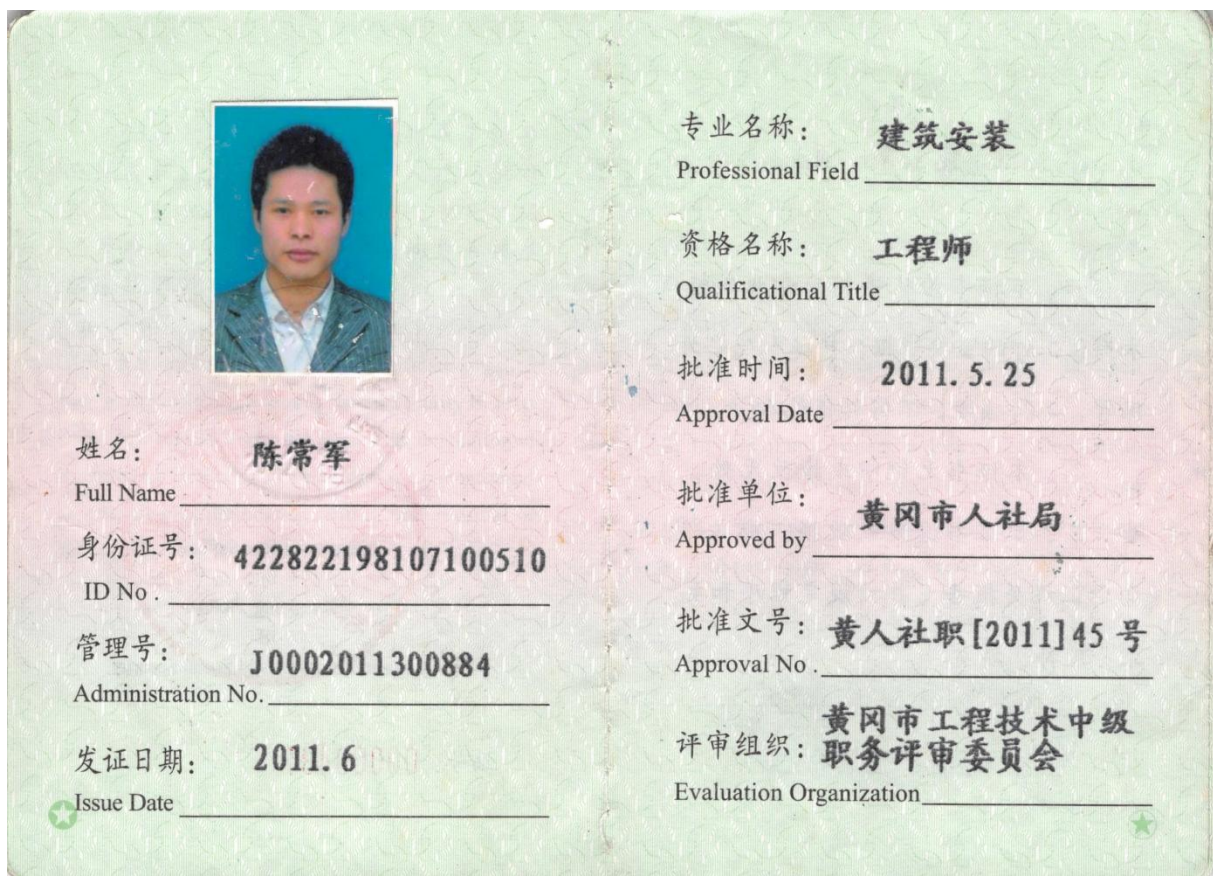 姓名: 陈常军
Full Name
身份证号: 422822198107100510
ID No .
管理号: J0002011300884
Administration No.
发证日期: 2011. 6
Issue Date
专业名称: 建筑安装
Professional Field
资格名称: 工程师
Qualificational Title
批准时间: 2011. 5. 25
Approval Date
批准单位: 黄冈市人社局
Approved by
批准文号: 黄人社职[2011]45 号
Approval No .
评审组织: 黄冈市工程技术中级
职务评审委员会
Evaluation Organization